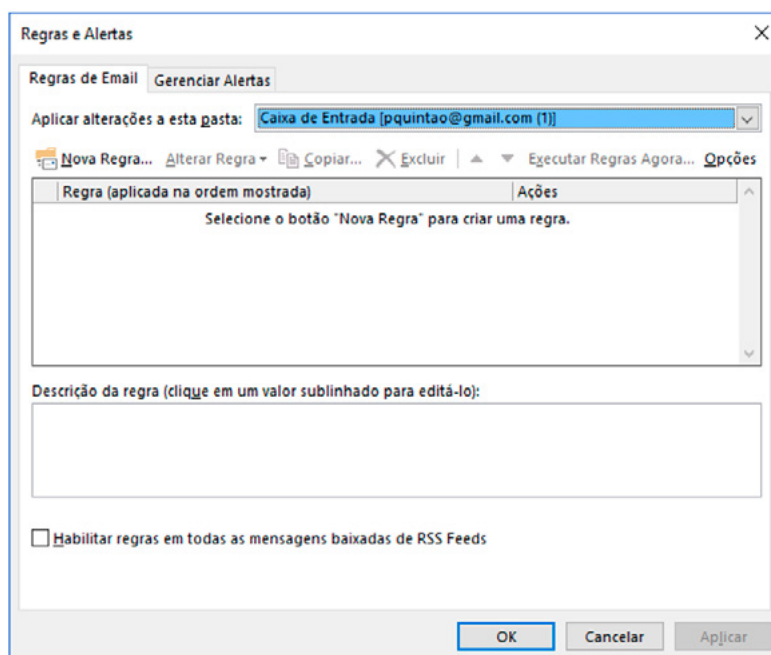 Regras e Alertas
Regras de Email Gerenciar Alertas
Aplicar alterações a esta pasta: Caixa de Entrada [pquintao@gmail.com (1)]
Nova Regra... Alterar Regra Copiar... Excluir Executar Regras Agora... Opções
Regra (aplicada na ordem mostrada) Ações
Selecione o botão "Nova Regra" para criar uma regra.
Descrição da regra (clique em um valor sublinhado para editá-lo):
Habilitar regras em todas as mensagens baixadas de RSS Feeds
OK Cancelar Aplicar